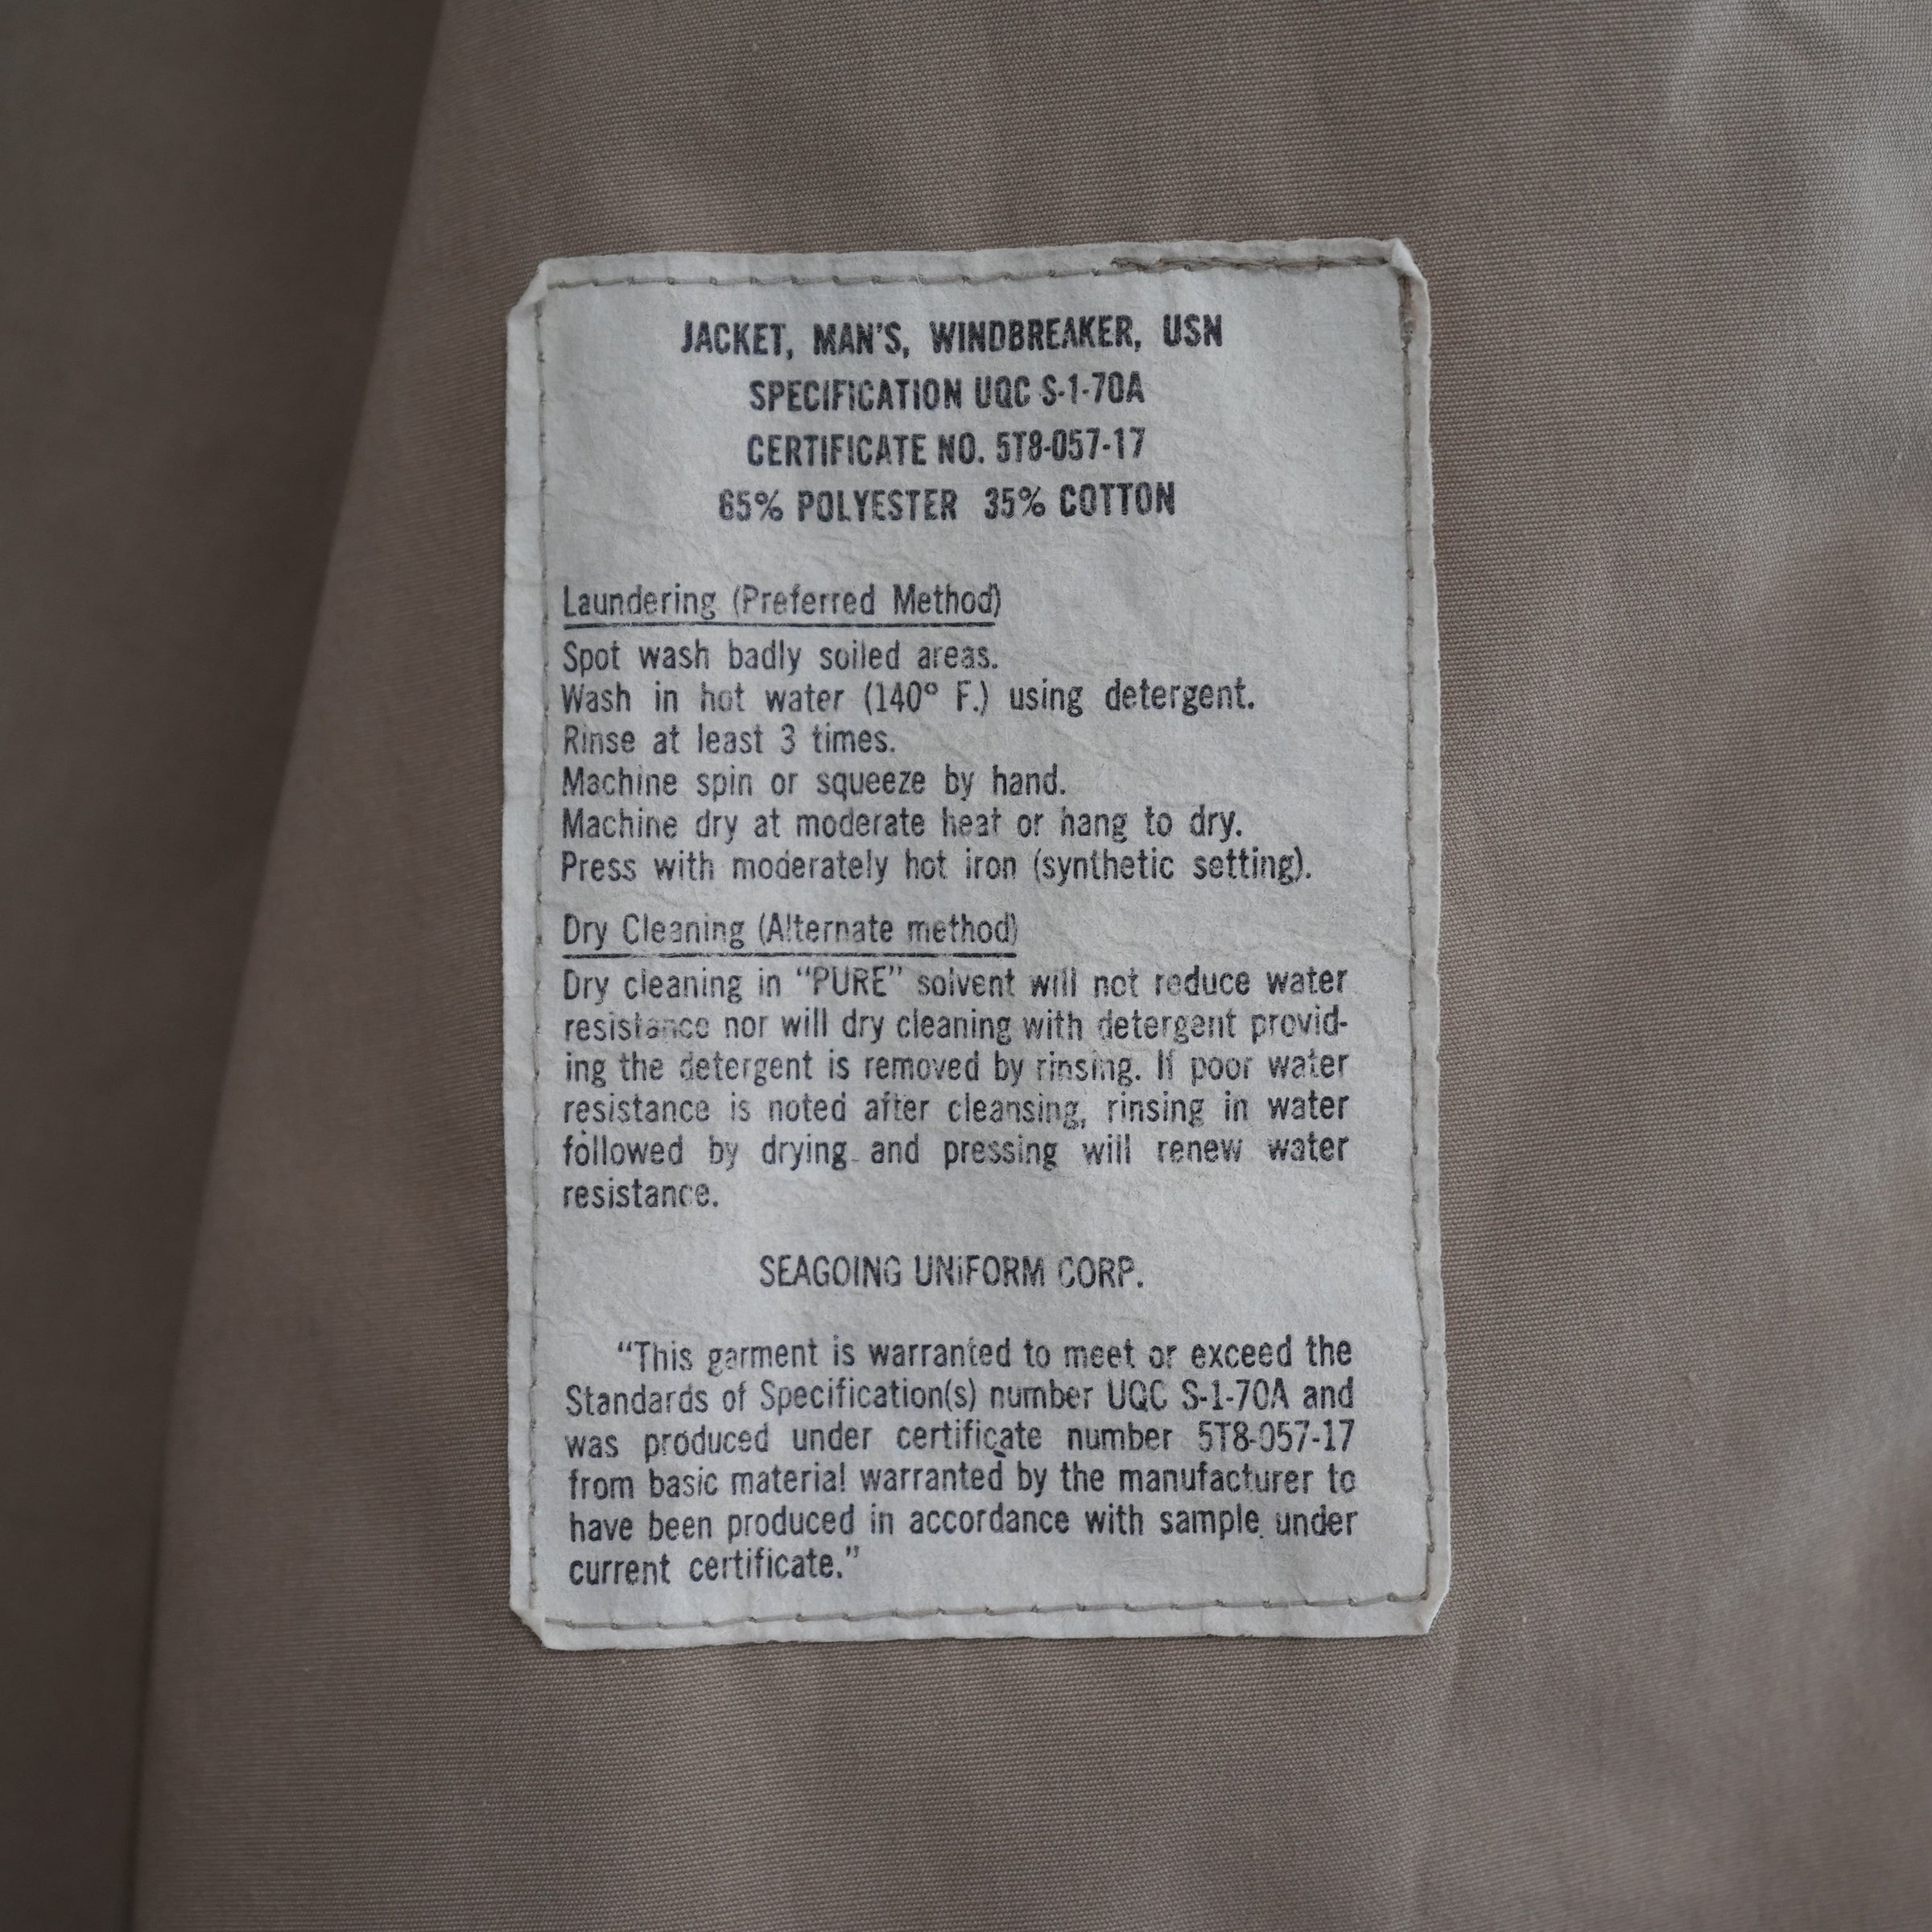 JACKET, MAN'S, WINDBREAKER, USN
SPECIFICATION UQC S-1-70A
CERTIFICATE NO. 5T8-057-17
65% POLYESTER 35% COTTON
Laundering (Preferred Method)
Spot wash badly soiled areas.
Wash in hot water (140° F.) using detergent.
Rinse at least 3 times.
Machine spin or squeeze by hand.
Machine dry at moderate heat or hang to dry.
Press with moderately hot iron (synthetic setting).
Dry Cleaning (Alternate method)
Dry cleaning in "PURE" solvent will not reduce water
resistance nor will dry cleaning with detergent provid-
ing the detergent is removed by rinsing. If poor water
resistance is noted after cleansing, rinsing in water
followed by drying and pressing will renew water
resistance.
SEAGOING UNIFORM CORP.
"This garment is warranted to meet or exceed the
Standards of Specification(s) number UQC S-1-70A and
was produced under certificate number 5T8-057-17
from basic material warranted by the manufacturer to
have been produced in accordance with sample under
current certificate."